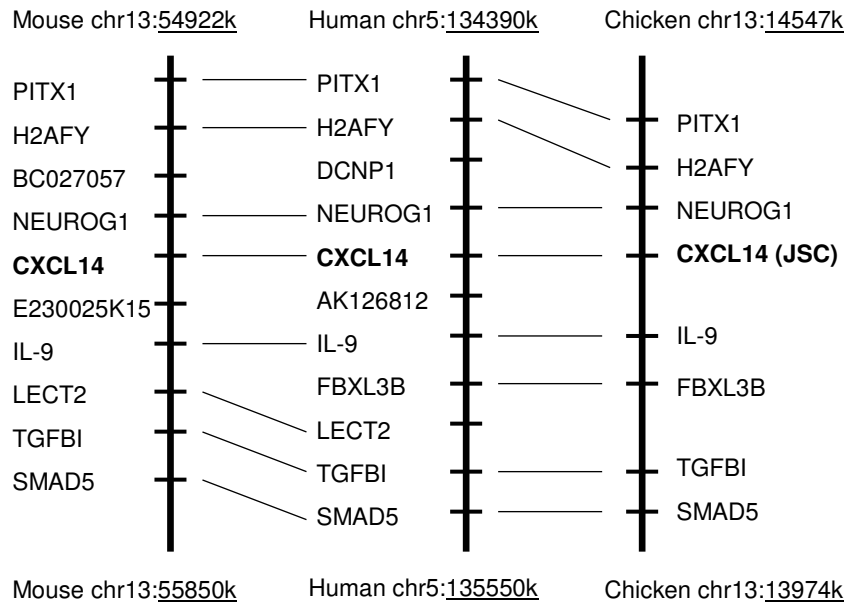 Mouse chr13:54922k
Human chr5:134390k
Chicken chr13:14547k
PITX1
H2AFY
BC027057
NEUROG1
CXCL14
E230025K15
IL-9
LECT2
TGFBI
SMAD5
PITX1
H2AFY
DCNP1
NEUROG1
CXCL14
AK126812
IL-9
FBXL3B
LECT2
TGFBI
SMAD5
PITX1
H2AFY
NEUROG1
CXCL14 (JSC)
IL-9
FBXL3B
TGFBI
SMAD5
Mouse chr13:55850k
Human chr5:135550k
Chicken chr13:13974k